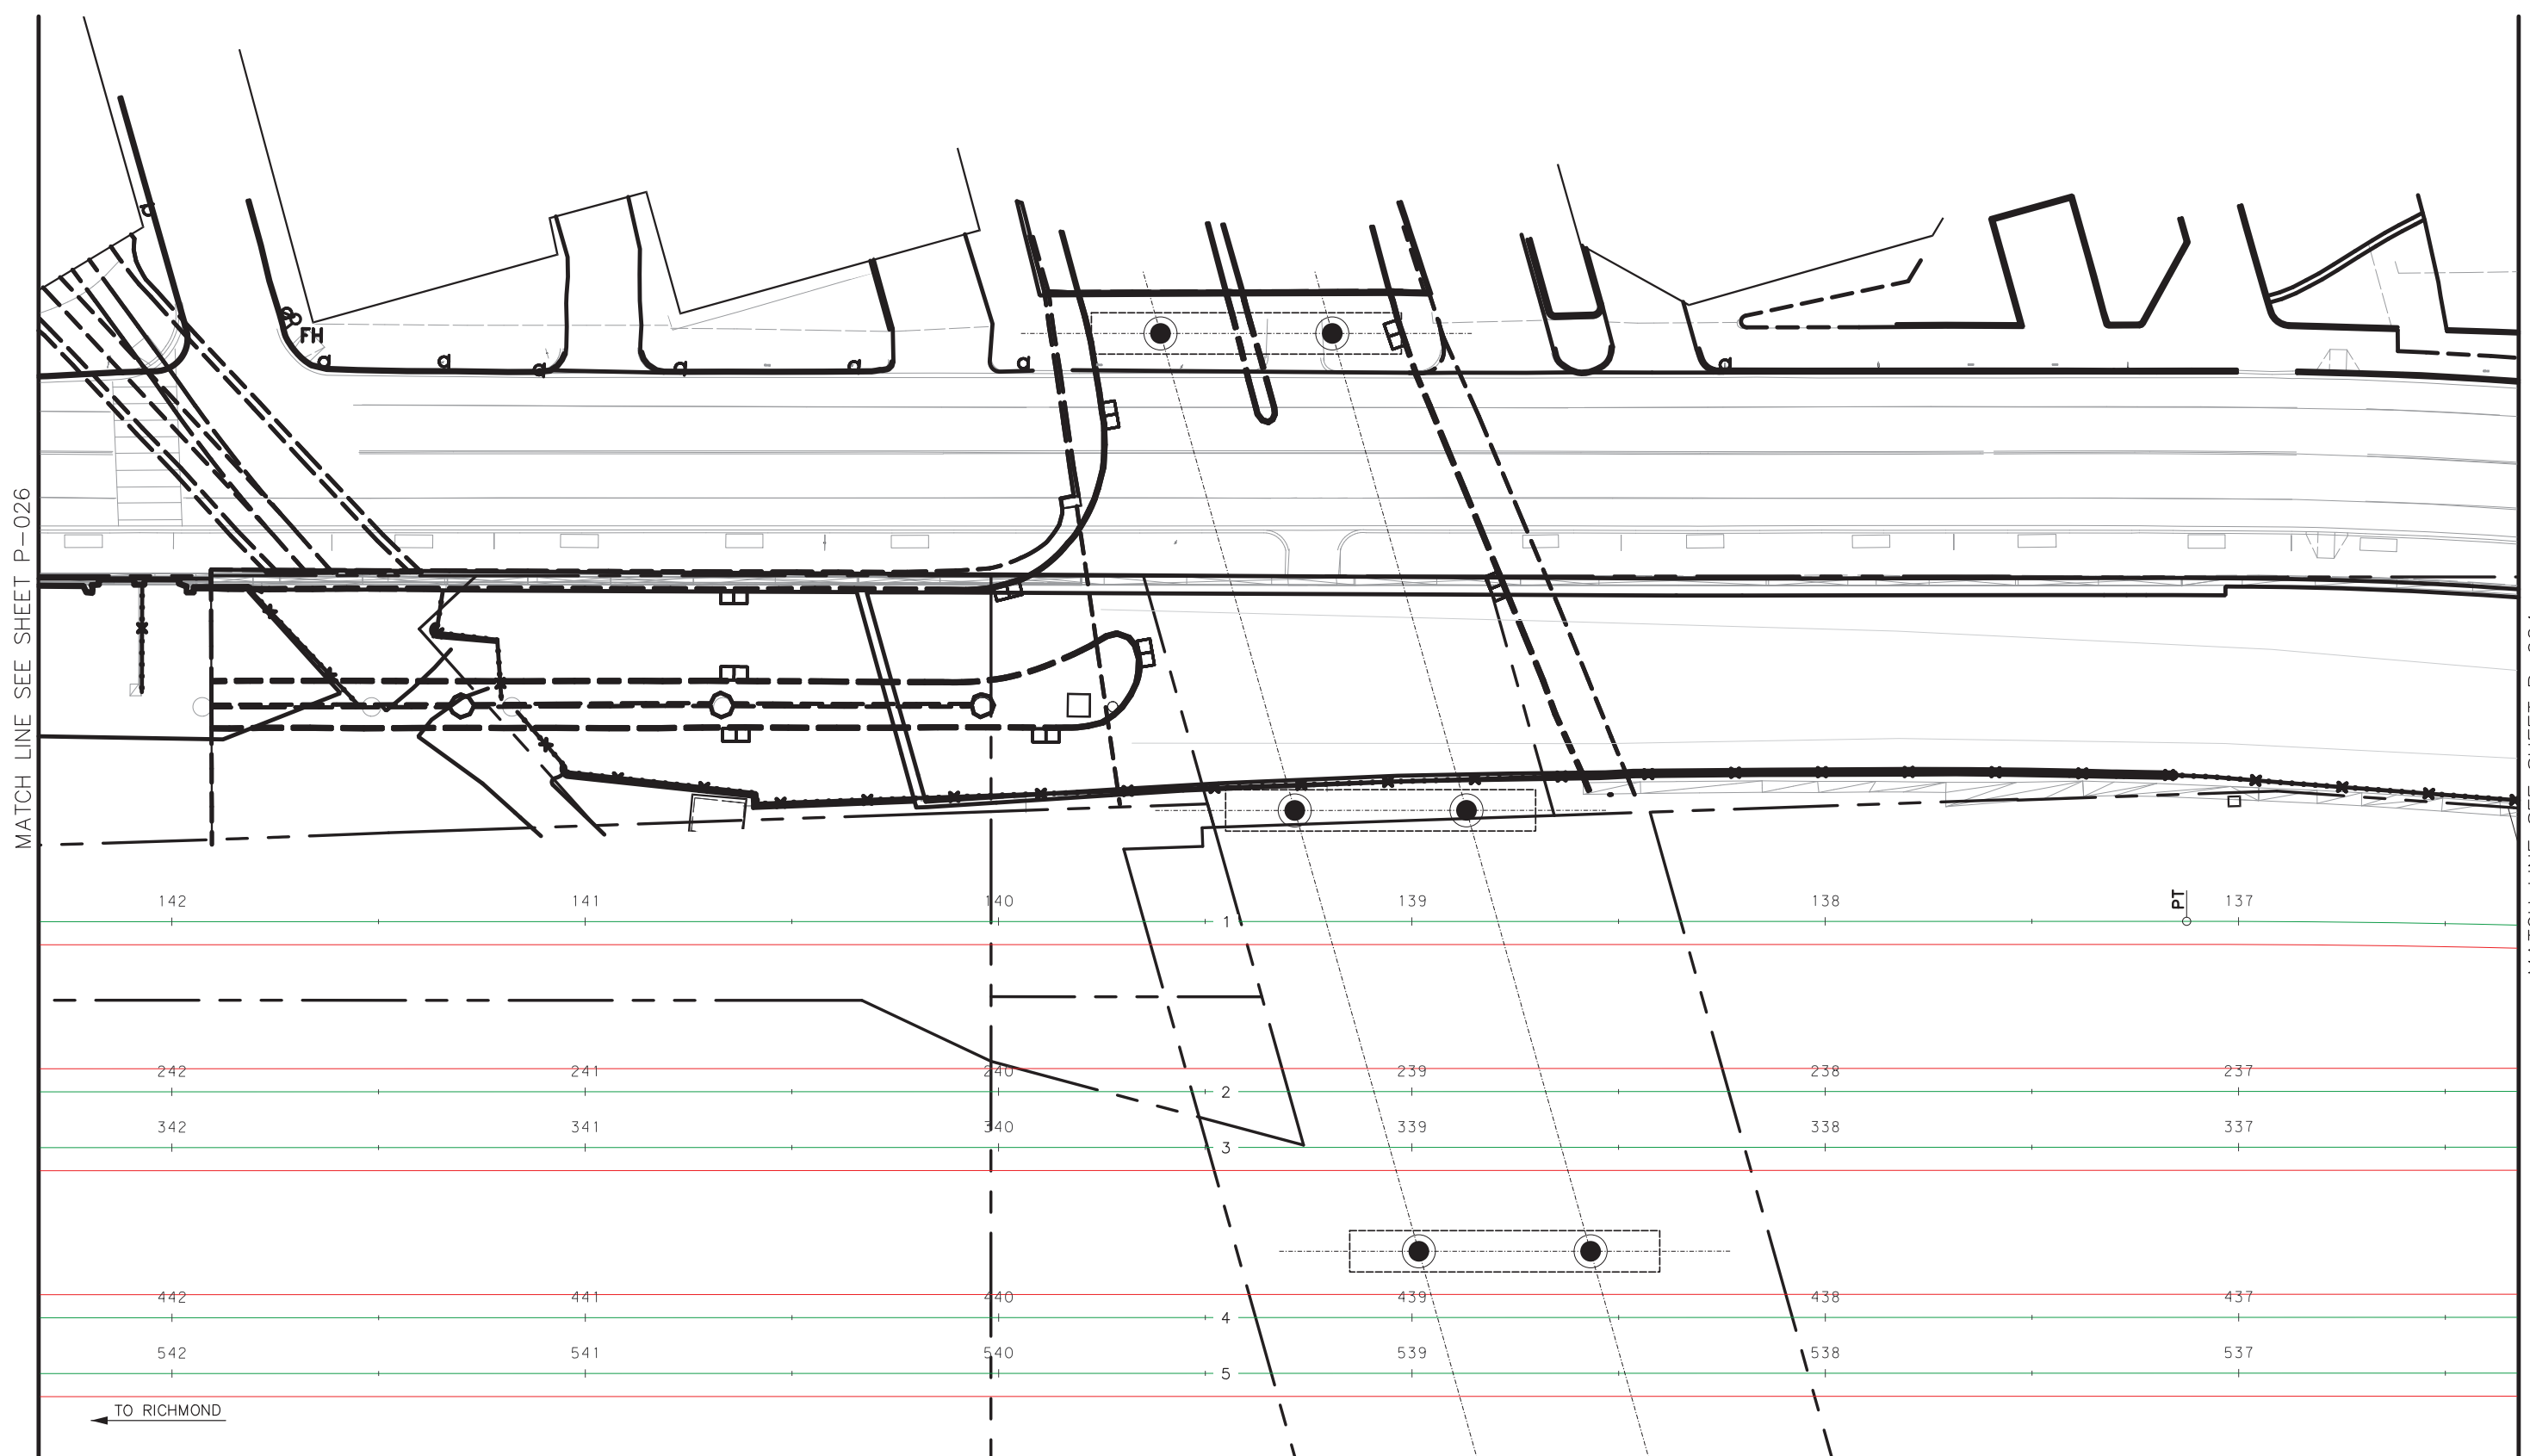 FH
MATCH LINE SEE SHEET P-026
142 141 140 139 138 PT 137
1
242 241 240 239 238 237
2
342 341 340 339 338 337
3
442 441 440 439 438 437
4
542 541 540 539 538 537
5
TO RICHMOND